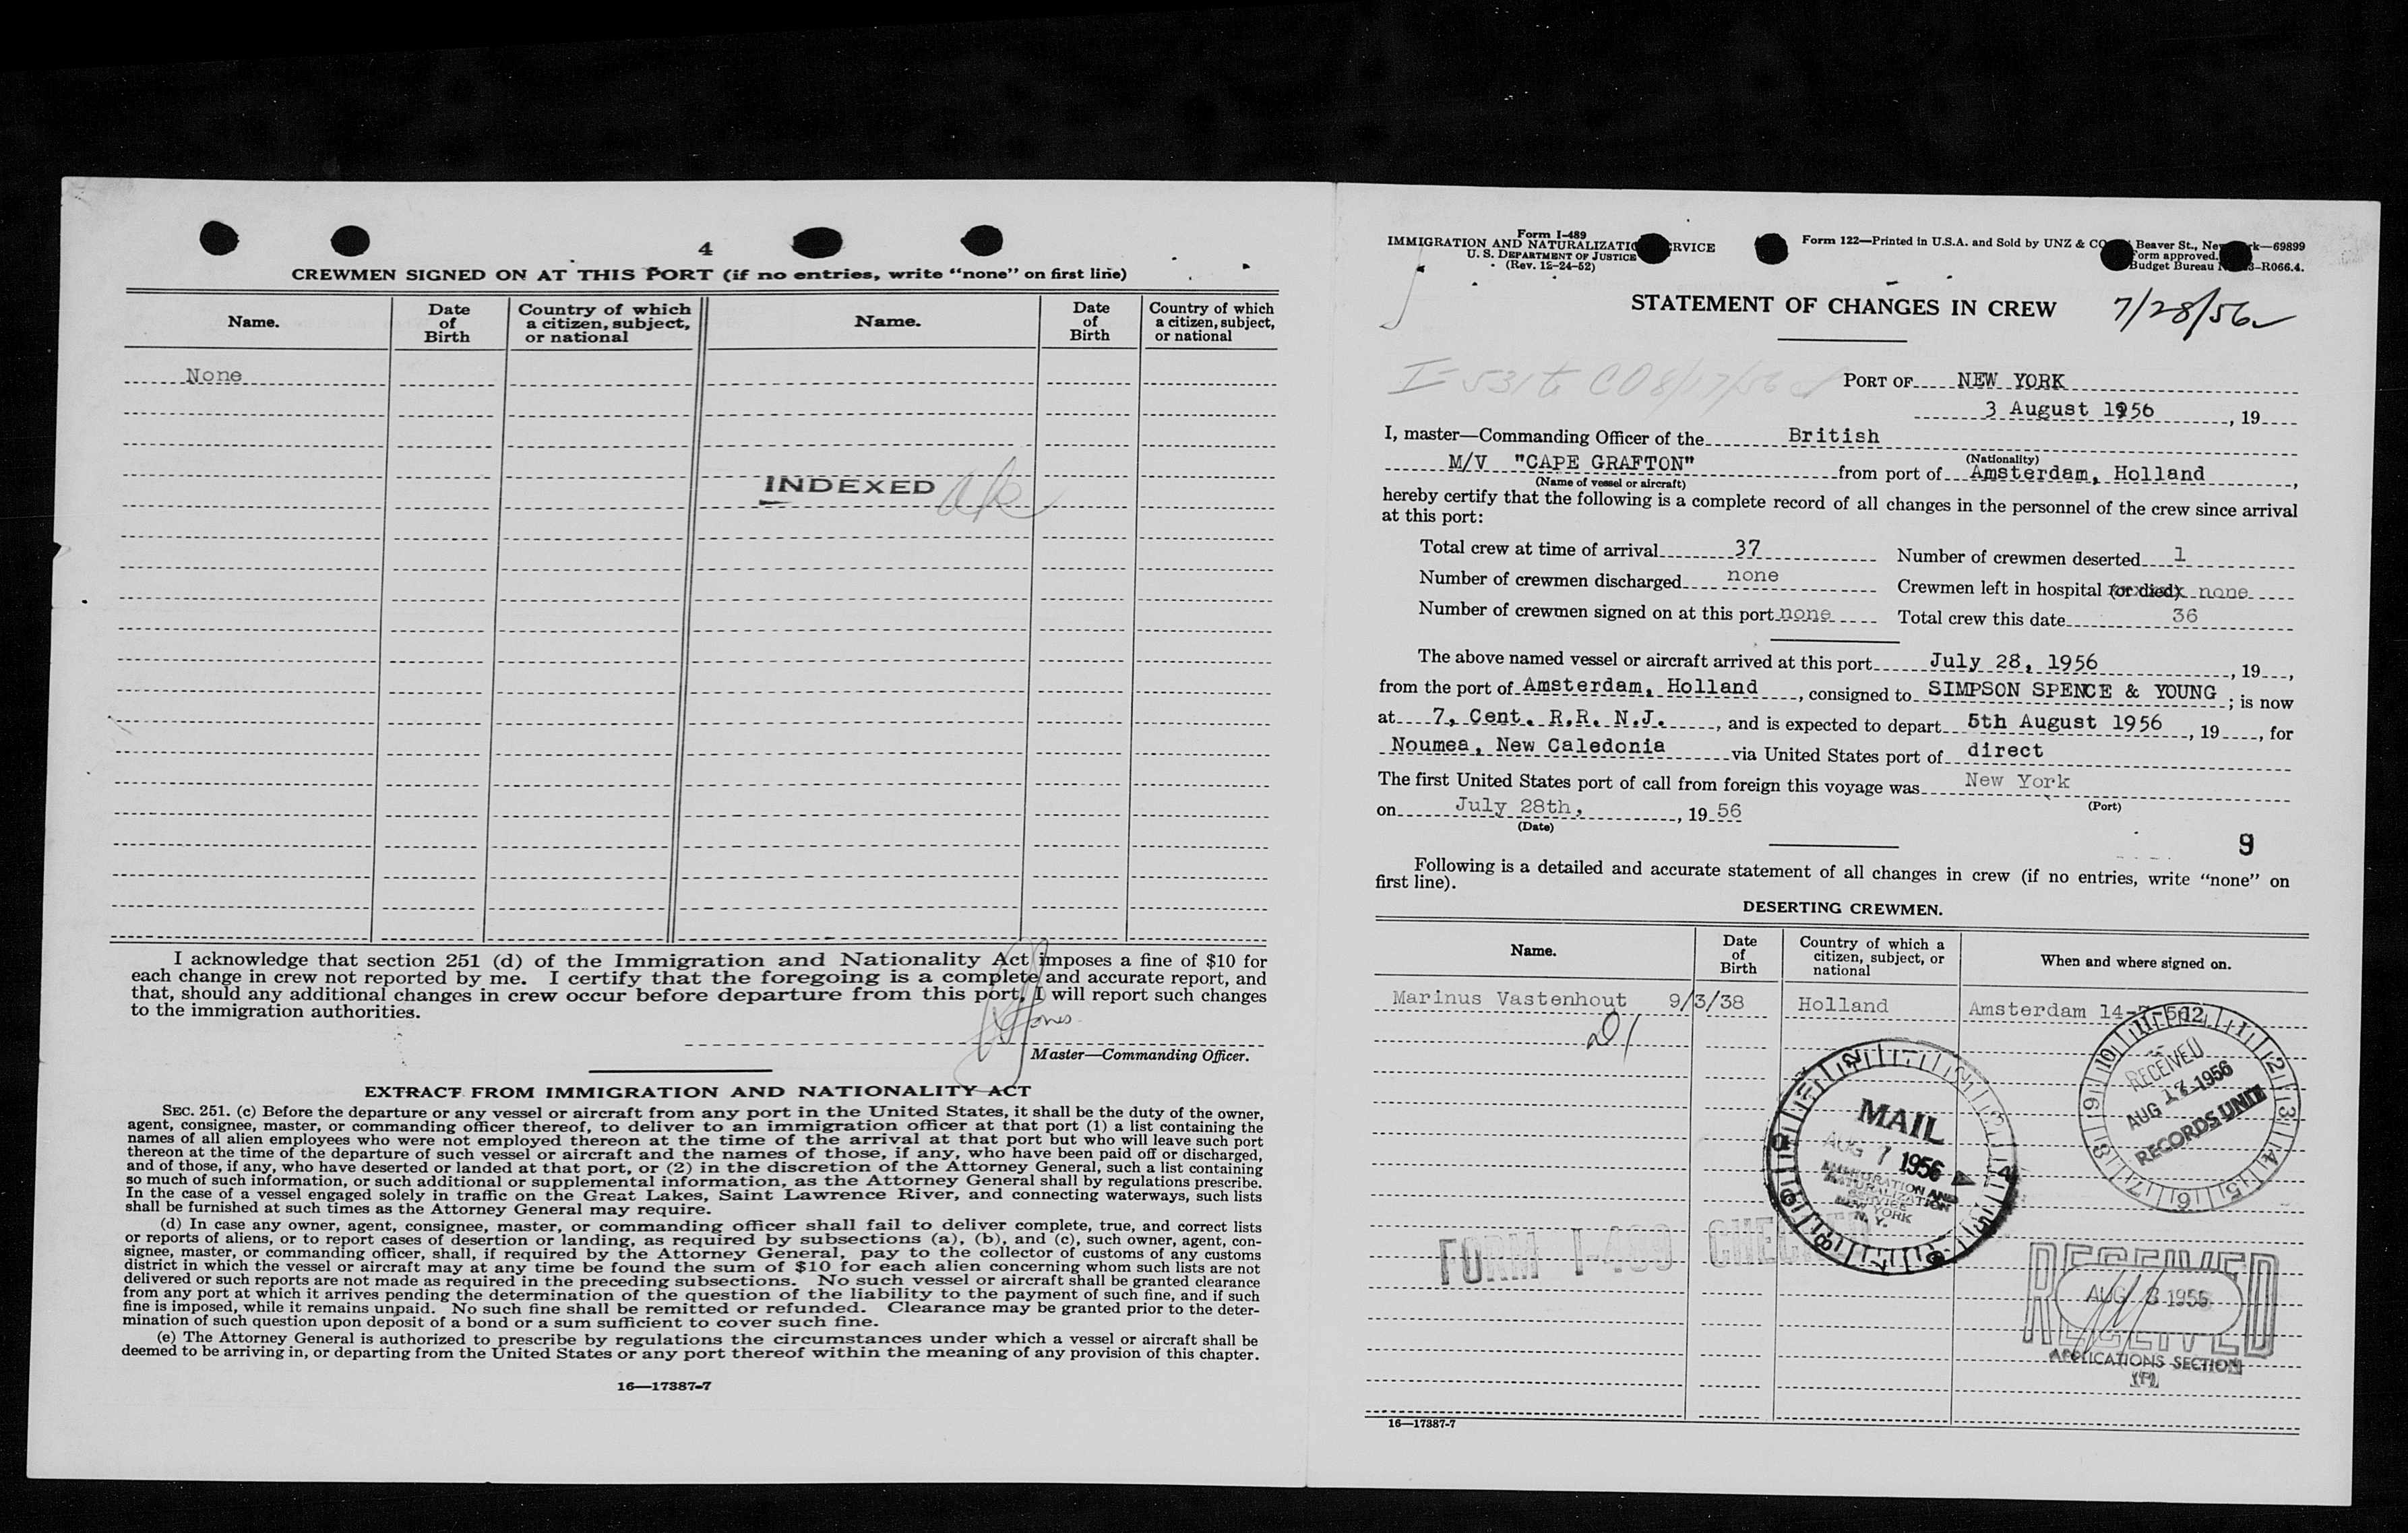 4
CREWMEN SIGNED ON AT THIS PORT (if no entries, write "none" on first line)
Name. Date of Birth Country of which a citizen, subject, or national Name. Date of Birth Country of which a citizen, subject, or national
None
INDEXED
I acknowledge that section 251 (d) of the Immigration and Nationality Act imposes a fine of $10 for
each change in crew not reported by me. I certify that the foregoing is a complete and accurate report, and
that, should any additional changes in crew occur before departure from this port, I will report such changes
to the immigration authorities.
Jones
Master—Commanding Officer.
EXTRACT FROM IMMIGRATION AND NATIONALITY ACT
SEC. 251. (c) Before the departure or any vessel or aircraft from any port in the United States, it shall be the duty of the owner,
agent, consignee, master, or commanding officer thereof, to deliver to an immigration officer at that port (1) a list containing the
names of all alien employees who were not employed thereon at the time of the arrival at that port but who will leave such port
thereon at the time of the departure of such vessel or aircraft and the names of those, if any, who have been paid off or discharged,
and of those, if any, who have deserted or landed at that port, or (2) in the discretion of the Attorney General, such a list containing
so much of such information, or such additional or supplemental information, as the Attorney General shall by regulations prescribe.
In the case of a vessel engaged solely in traffic on the Great Lakes, Saint Lawrence River, and connecting waterways, such lists
shall be furnished at such times as the Attorney General may require.
(d) In case any owner, agent, consignee, master, or commanding officer shall fail to deliver complete, true, and correct lists
or reports of aliens, or to report cases of desertion or landing, as required by subsections (a), (b), and (c), such owner, agent, con-
signee, master, or commanding officer, shall, if required by the Attorney General, pay to the collector of customs of any customs
district in which the vessel or aircraft may at any time be found the sum of $10 for each alien concerning whom such lists are not
delivered or such reports are not made as required in the preceding subsections. No such vessel or aircraft shall be granted clearance
from any port at which it arrives pending the determination of the question of the liability to the payment of such fine, and if such
fine is imposed, while it remains unpaid. No such fine shall be remitted or refunded. Clearance may be granted prior to the deter-
mination of such question upon deposit of a bond or a sum sufficient to cover such fine.
(e) The Attorney General is authorized to prescribe by regulations the circumstances under which a vessel or aircraft shall be
deemed to be arriving in, or departing from the United States or any port thereof within the meaning of any provision of this chapter.
16—17387-7
Form I-489
IMMIGRATION AND NATURALIZATIO RVICE
U. S. DEPARTMENT OF JUSTICE
(Rev. 12-24-52)
Form 122—Printed in U.S.A. and Sold by UNZ & CO Beaver St., New k—69899
Form approved.
Budget Bureau 3-R066.4.
STATEMENT OF CHANGES IN CREW
7/28/56
PORT OF NEW YORK
3 August 1956, 19
I, master—Commanding Officer of the British
(Nationality)
M/V "CAPE GRAFTON" from port of Amsterdam, Holland,
(Name of vessel or aircraft)
hereby certify that the following is a complete record of all changes in the personnel of the crew since arrival
at this port:
Total crew at time of arrival 37 Number of crewmen deserted 1
Number of crewmen discharged none Crewmen left in hospital (or died) none
Number of crewmen signed on at this port none Total crew this date 36
The above named vessel or aircraft arrived at this port July 28, 1956, 19,
from the port of Amsterdam, Holland, consigned to SIMPSON SPENCE & YOUNG; is now
at 7, Cent. R.R. N.J., and is expected to depart 5th August 1956, 19, for
Noumea, New Caledonia via United States port of direct
The first United States port of call from foreign this voyage was New York
(Port)
on July 28th, , 19 56
(Date)
9
Following is a detailed and accurate statement of all changes in crew (if no entries, write "none" on
first line).
DESERTING CREWMEN.
Name. Date of Birth Country of which a citizen, subject, or national When and where signed on.
Marinus Vastenhout 9/3/38 Holland Amsterdam 14-7-56
MAIL
AUG 7 1956
IMMIGRATION AND
NATURALIZATION
SERVICE
NEW YORK
N. Y.
RECEIVED
AUG 13 1956
RECORDS UNIT
FORM I-489 CHECKED
RECEIVED
AUG 8 1956
RECEIVED
APPLICATIONS SECTION
16—17387-7